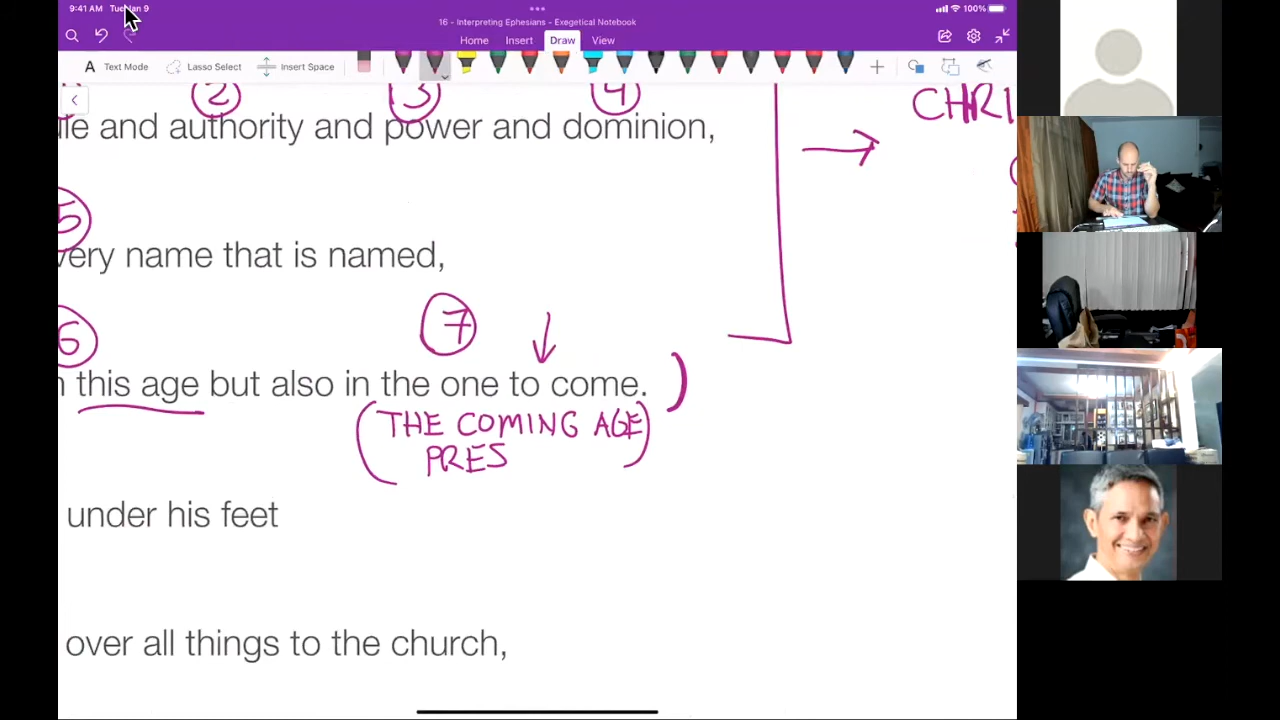 9:41 AM Tue Jan 9 100%
16 - Interpreting Ephesians - Exegetical Notebook
Home Insert Draw View
A Text Mode Lasso Select Insert Space
2 3 4 CHRI
and authority and power and dominion,
5
name that is named,
7
6
this age but also in the one to come. )
(THE COMING AGE)
PRES
under his feet
over all things to the church,